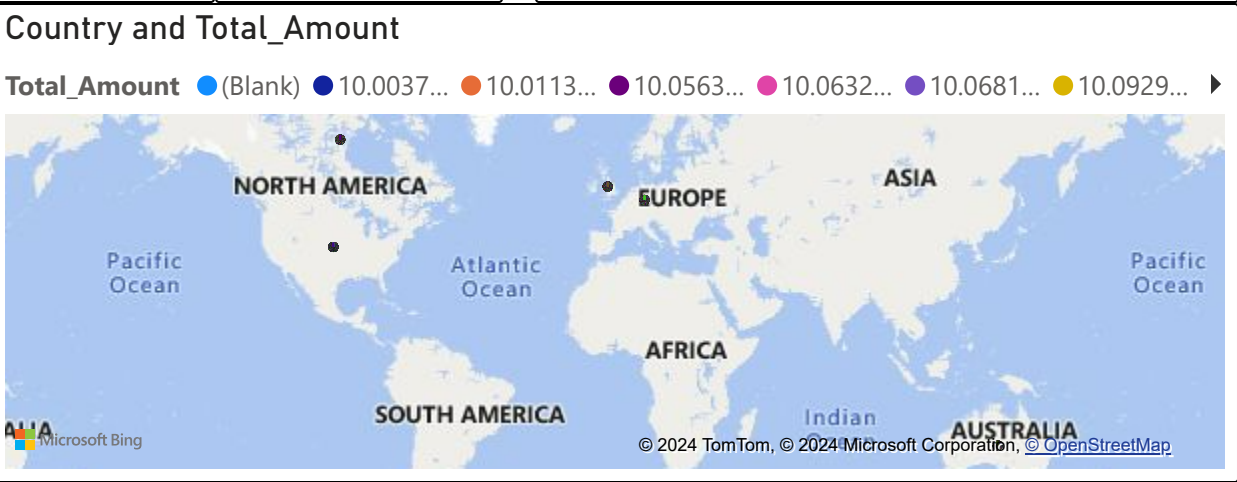 Country and Total_Amount
Total_Amount (Blank) 10.0037... 10.0113... 10.0563... 10.0632... 10.0681... 10.0929...
NORTH AMERICA
EUROPE
ASIA
Pacific
Ocean
Atlantic
Ocean
Pacific
Ocean
AFRICA
SOUTH AMERICA
Indian
Ocean
AUSTRALIA
ALIA
Microsoft Bing
© 2024 TomTom, © 2024 Microsoft Corporation, © OpenStreetMap